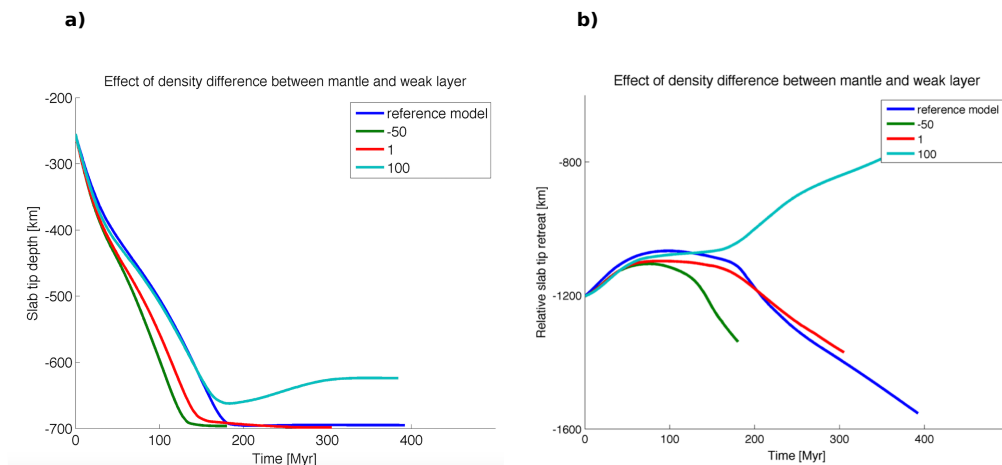 a)
Effect of density difference between mantle and weak layer
-200
-300
-400
-500
-600
-700
Slab tip depth [km]
0
100
200
300
400
Time [Myr]
reference model
-50
1
100
b)
Effect of density difference between mantle and weak layer
-800
-1200
-1600
Relative slab tip retreat [km]
0
100
200
300
400
Time [Myr]
reference model
-50
1
100